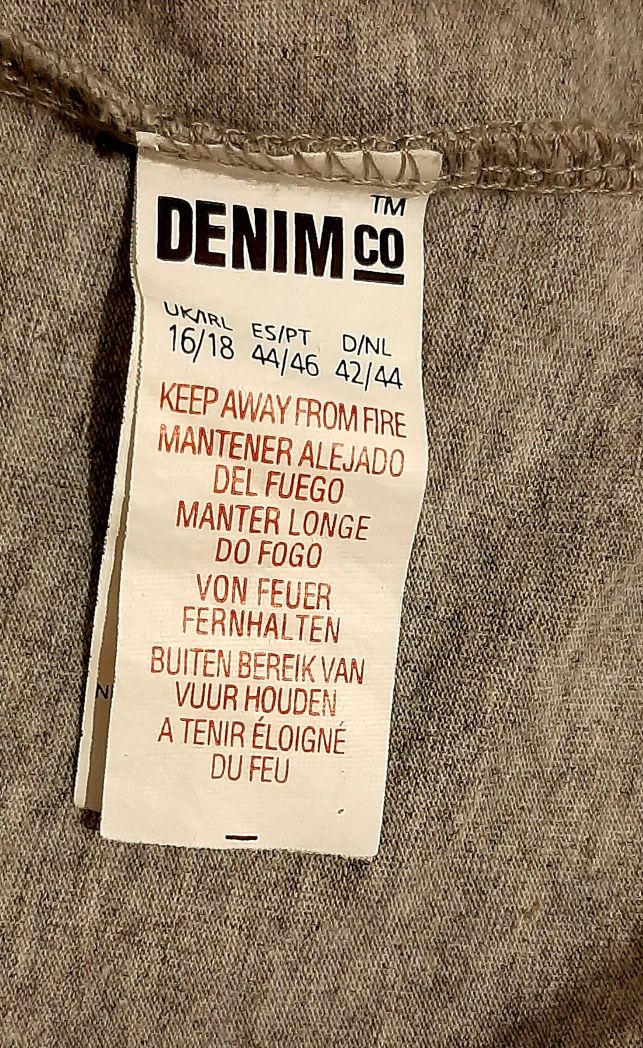 TM
DENIM CO
UK/IRL ES/PT D/NL
16/18 44/46 42/44
KEEP AWAY FROM FIRE
MANTENER ALEJADO
DEL FUEGO
MANTER LONGE
DO FOGO
VON FEUER
FERNHALTEN
BUITEN BEREIK VAN
VUUR HOUDEN
A TENIR ÉLOIGNÉ
DU FEU